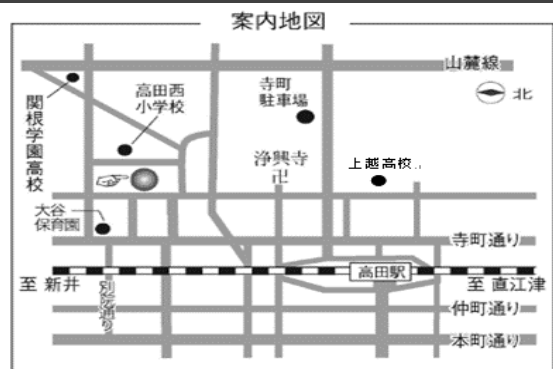 案内地図
山麓線
北
関根学園高校
高田西
小学校
寺町
駐車場
浄興寺
卍
上越高校
大谷
保育園
寺町通り
高田駅
至 新井
至 直江津
別院通り
仲町通り
本町通り